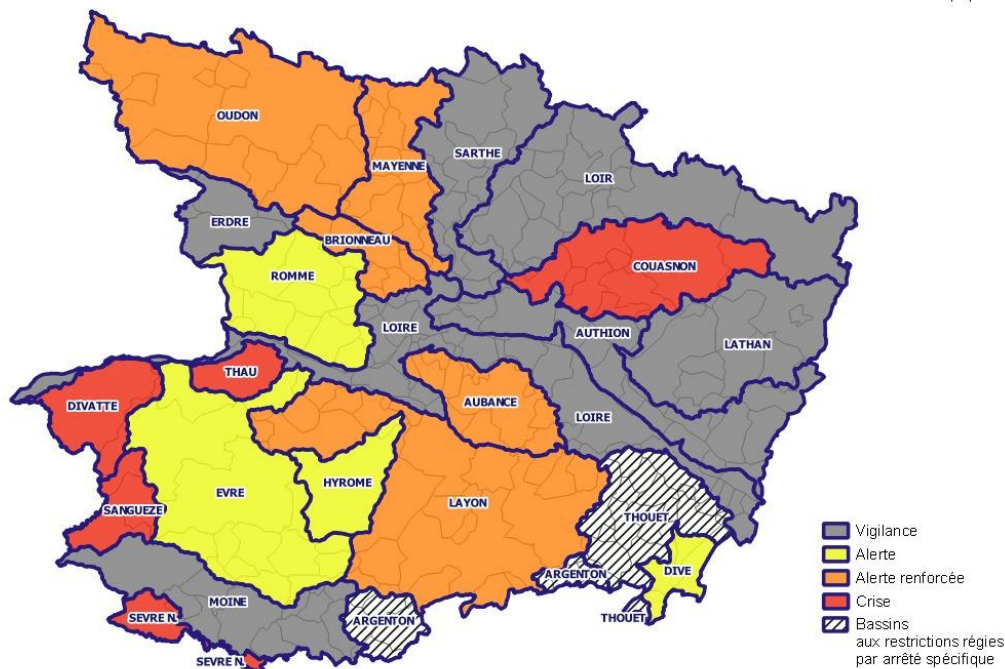 OUDON
MAYENNE
SARTHE
LOIR
ERDRE
BRIONNEAU
ROMME
COUASNON
LOIRE
AUTHION
LATHAN
THAU
DIVATTE
AUBANCE
LOIRE
EVRE
HYROME
LAYON
SANGUEZE
THOUET
ARGENTON
DIVE
MOINE
SEVRE N.
ARGENTON
THOUET
SEVRE N.
Vigilance
Alerte
Alerte renforcée
Crise
Bassins
aux restrictions régies
par arrêté spécifique